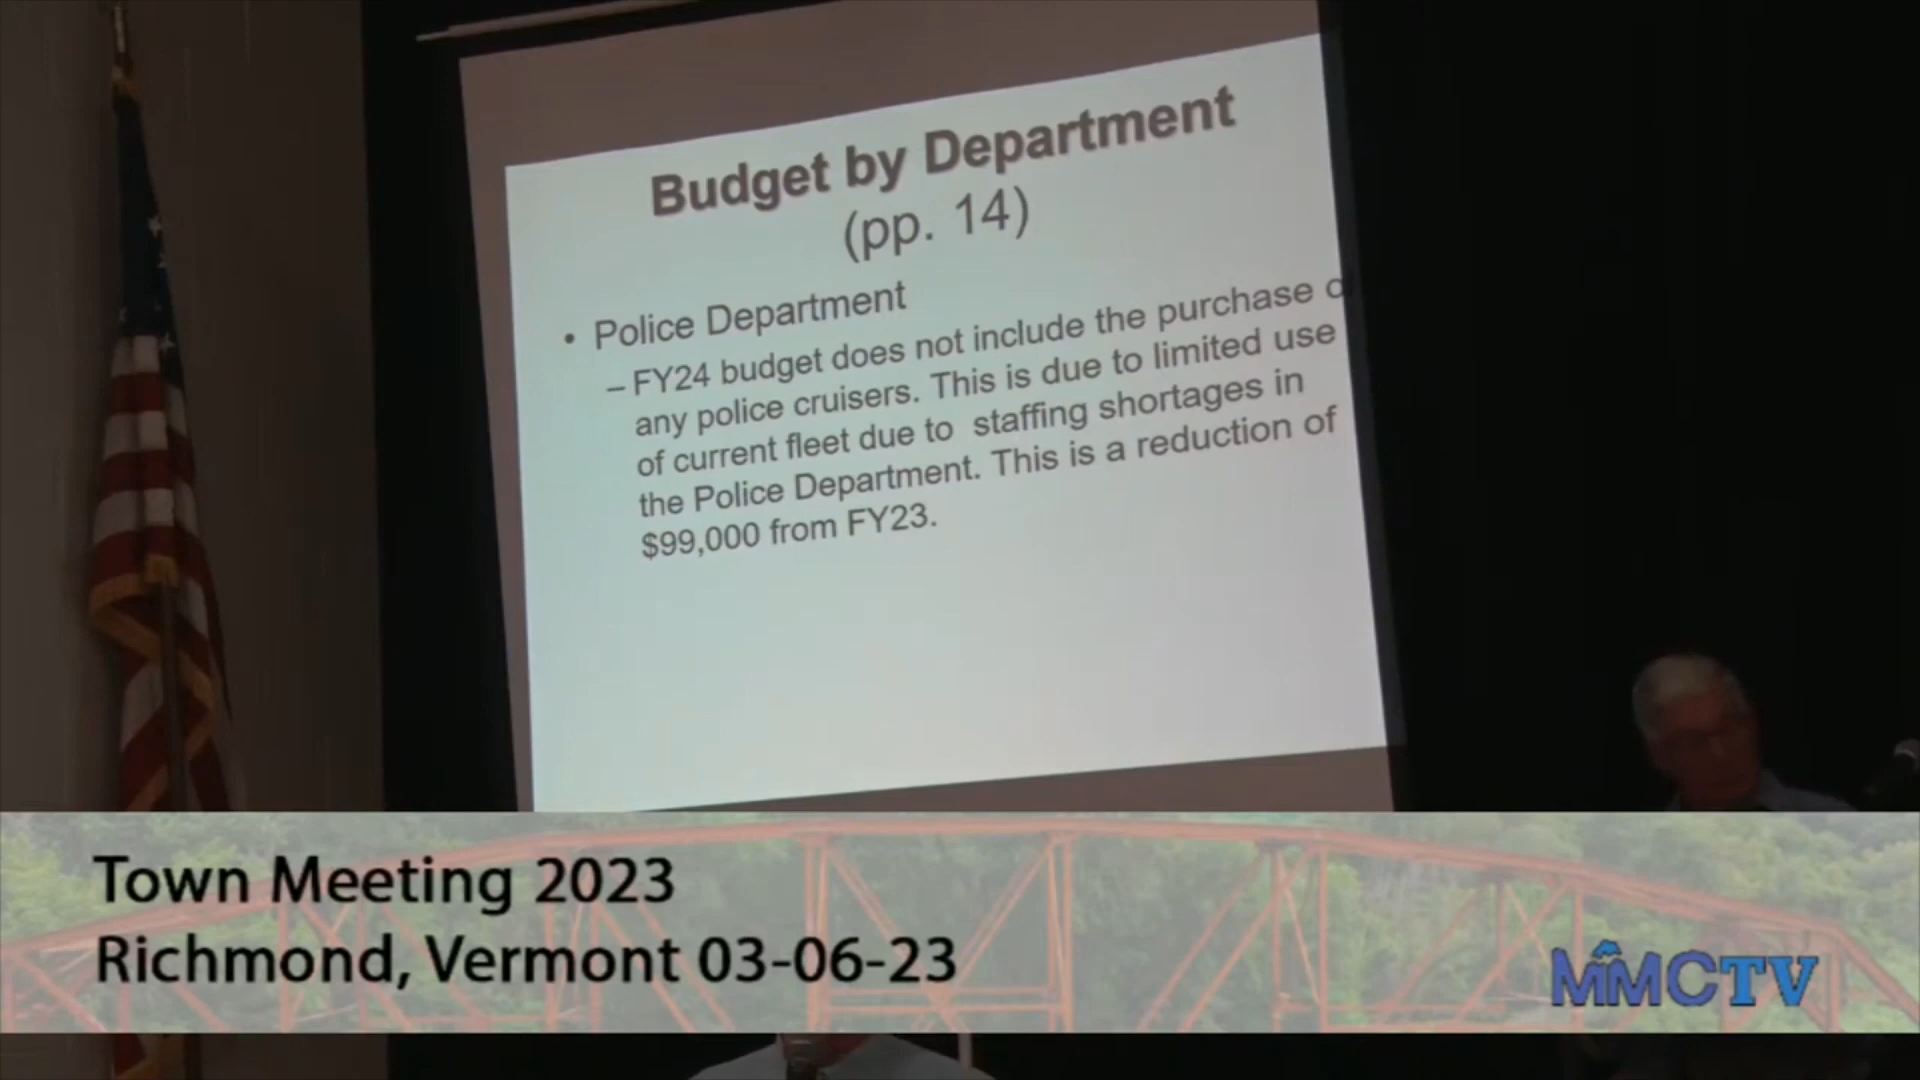 Budget by Department
(pp. 14)
• Police Department
– FY24 budget does not include the purchase
any police cruisers. This is due to limited use
of current fleet due to staffing shortages in
the Police Department. This is a reduction of
$99,000 from FY23.
Town Meeting 2023
Richmond, Vermont 03-06-23
MMCTV